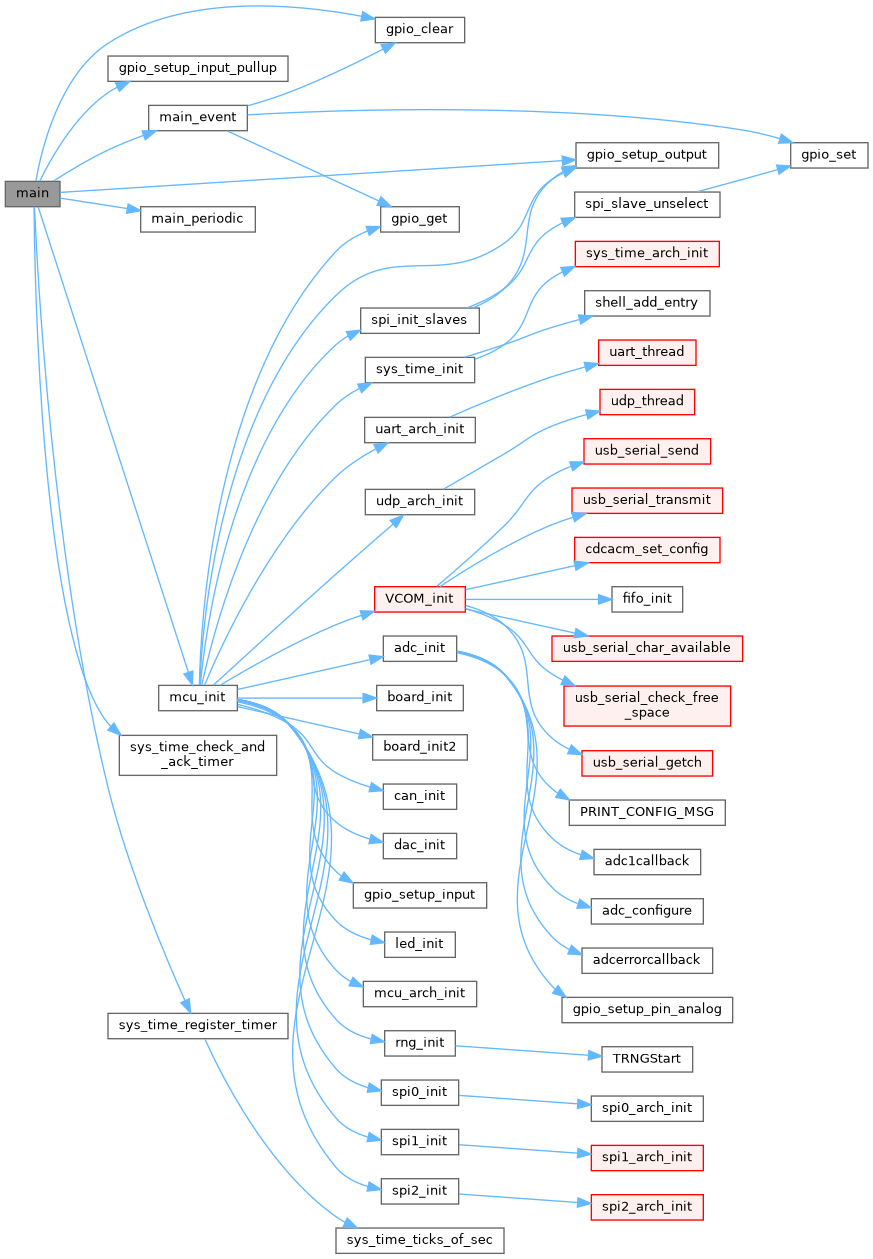 main
gpio_clear
gpio_setup_input_pullup
main_event
gpio_setup_output
gpio_set
main_periodic
gpio_get
spi_slave_unselect
sys_time_arch_init
shell_add_entry
spi_init_slaves
uart_thread
sys_time_init
udp_thread
uart_arch_init
usb_serial_send
udp_arch_init
usb_serial_transmit
cdcacm_set_config
VCOM_init
fifo_init
adc_init
usb_serial_char_available
mcu_init
board_init
usb_serial_check_free
_space
sys_time_check_and
_ack_timer
board_init2
usb_serial_getch
can_init
PRINT_CONFIG_MSG
dac_init
adc1callback
gpio_setup_input
adc_configure
led_init
adcerrorcallback
mcu_arch_init
gpio_setup_pin_analog
sys_time_register_timer
rng_init
TRNGStart
spi0_init
spi0_arch_init
spi1_init
spi1_arch_init
spi2_init
spi2_arch_init
sys_time_ticks_of_sec